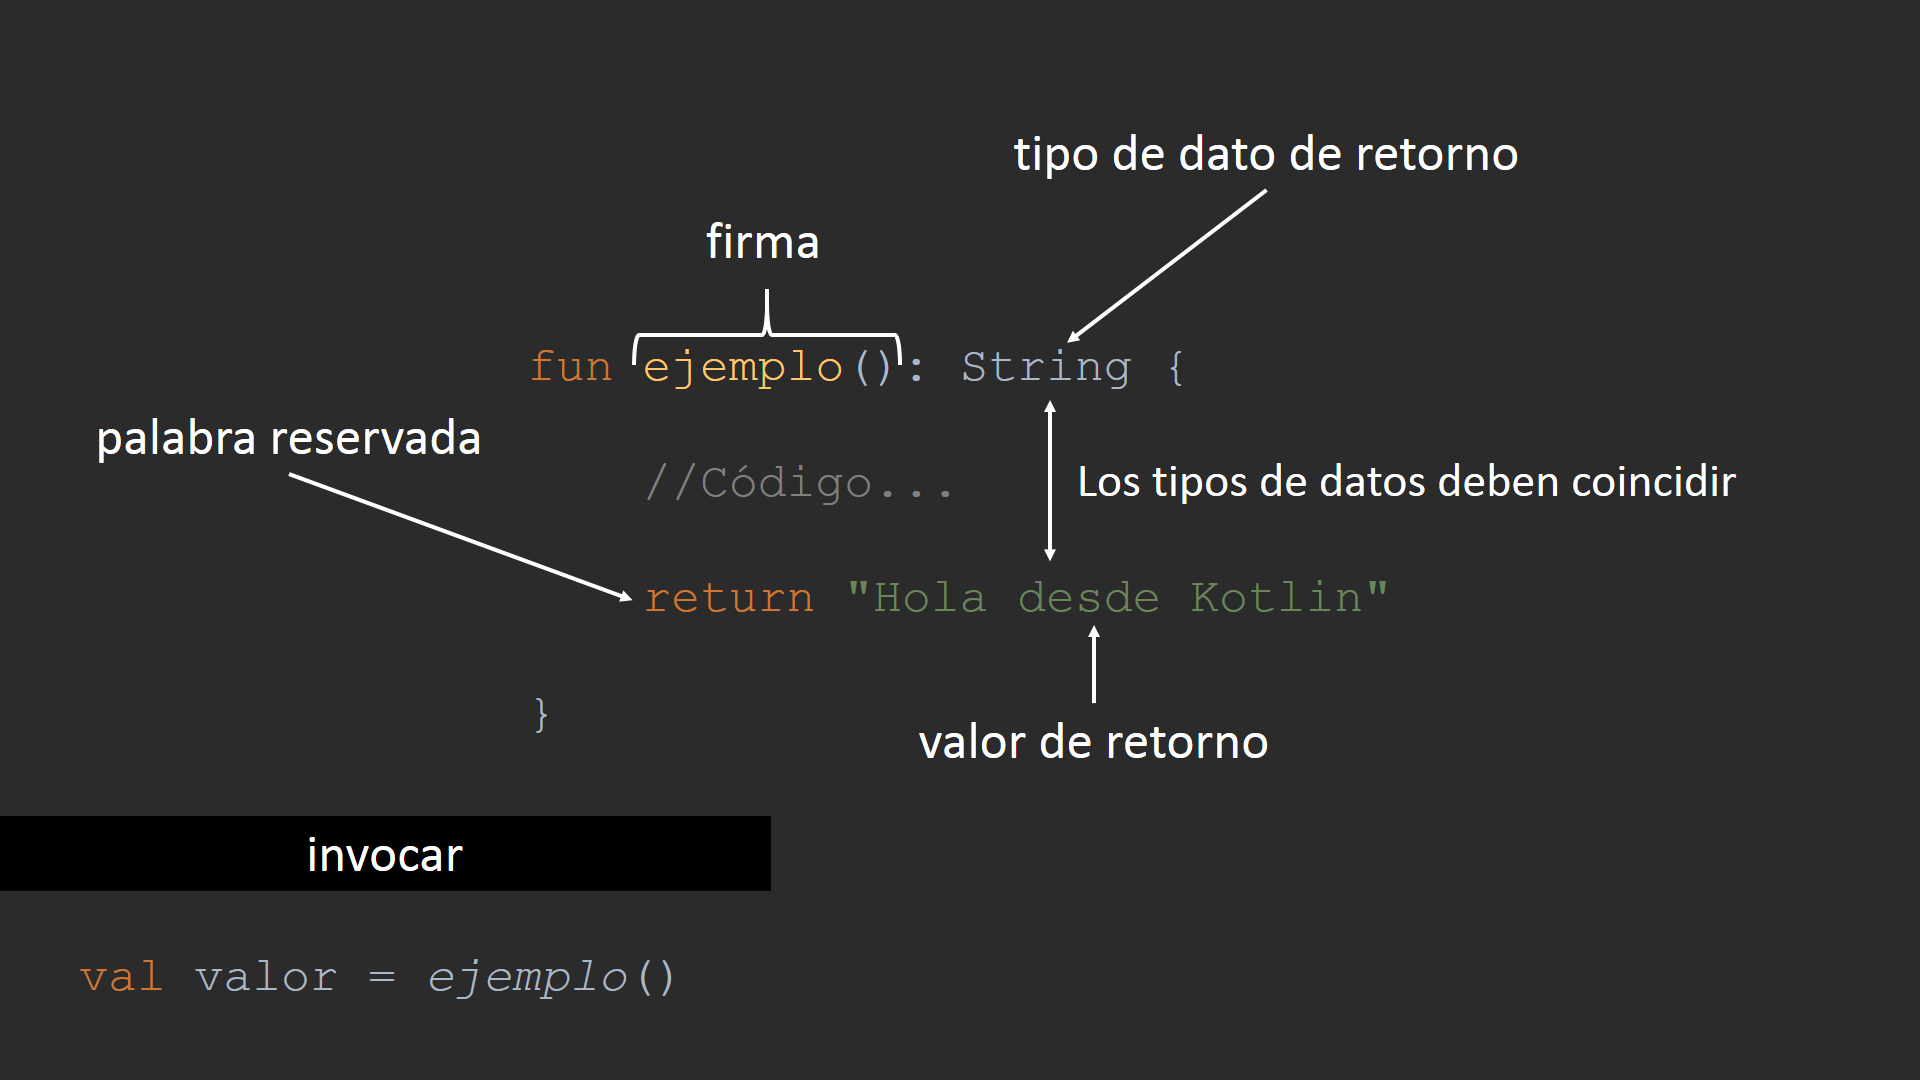 tipo de dato de retorno
firma
fun ejemplo(): String {
palabra reservada
//Código...
Los tipos de datos deben coincidir
return "Hola desde Kotlin"
}
valor de retorno
invocar
val valor = ejemplo()